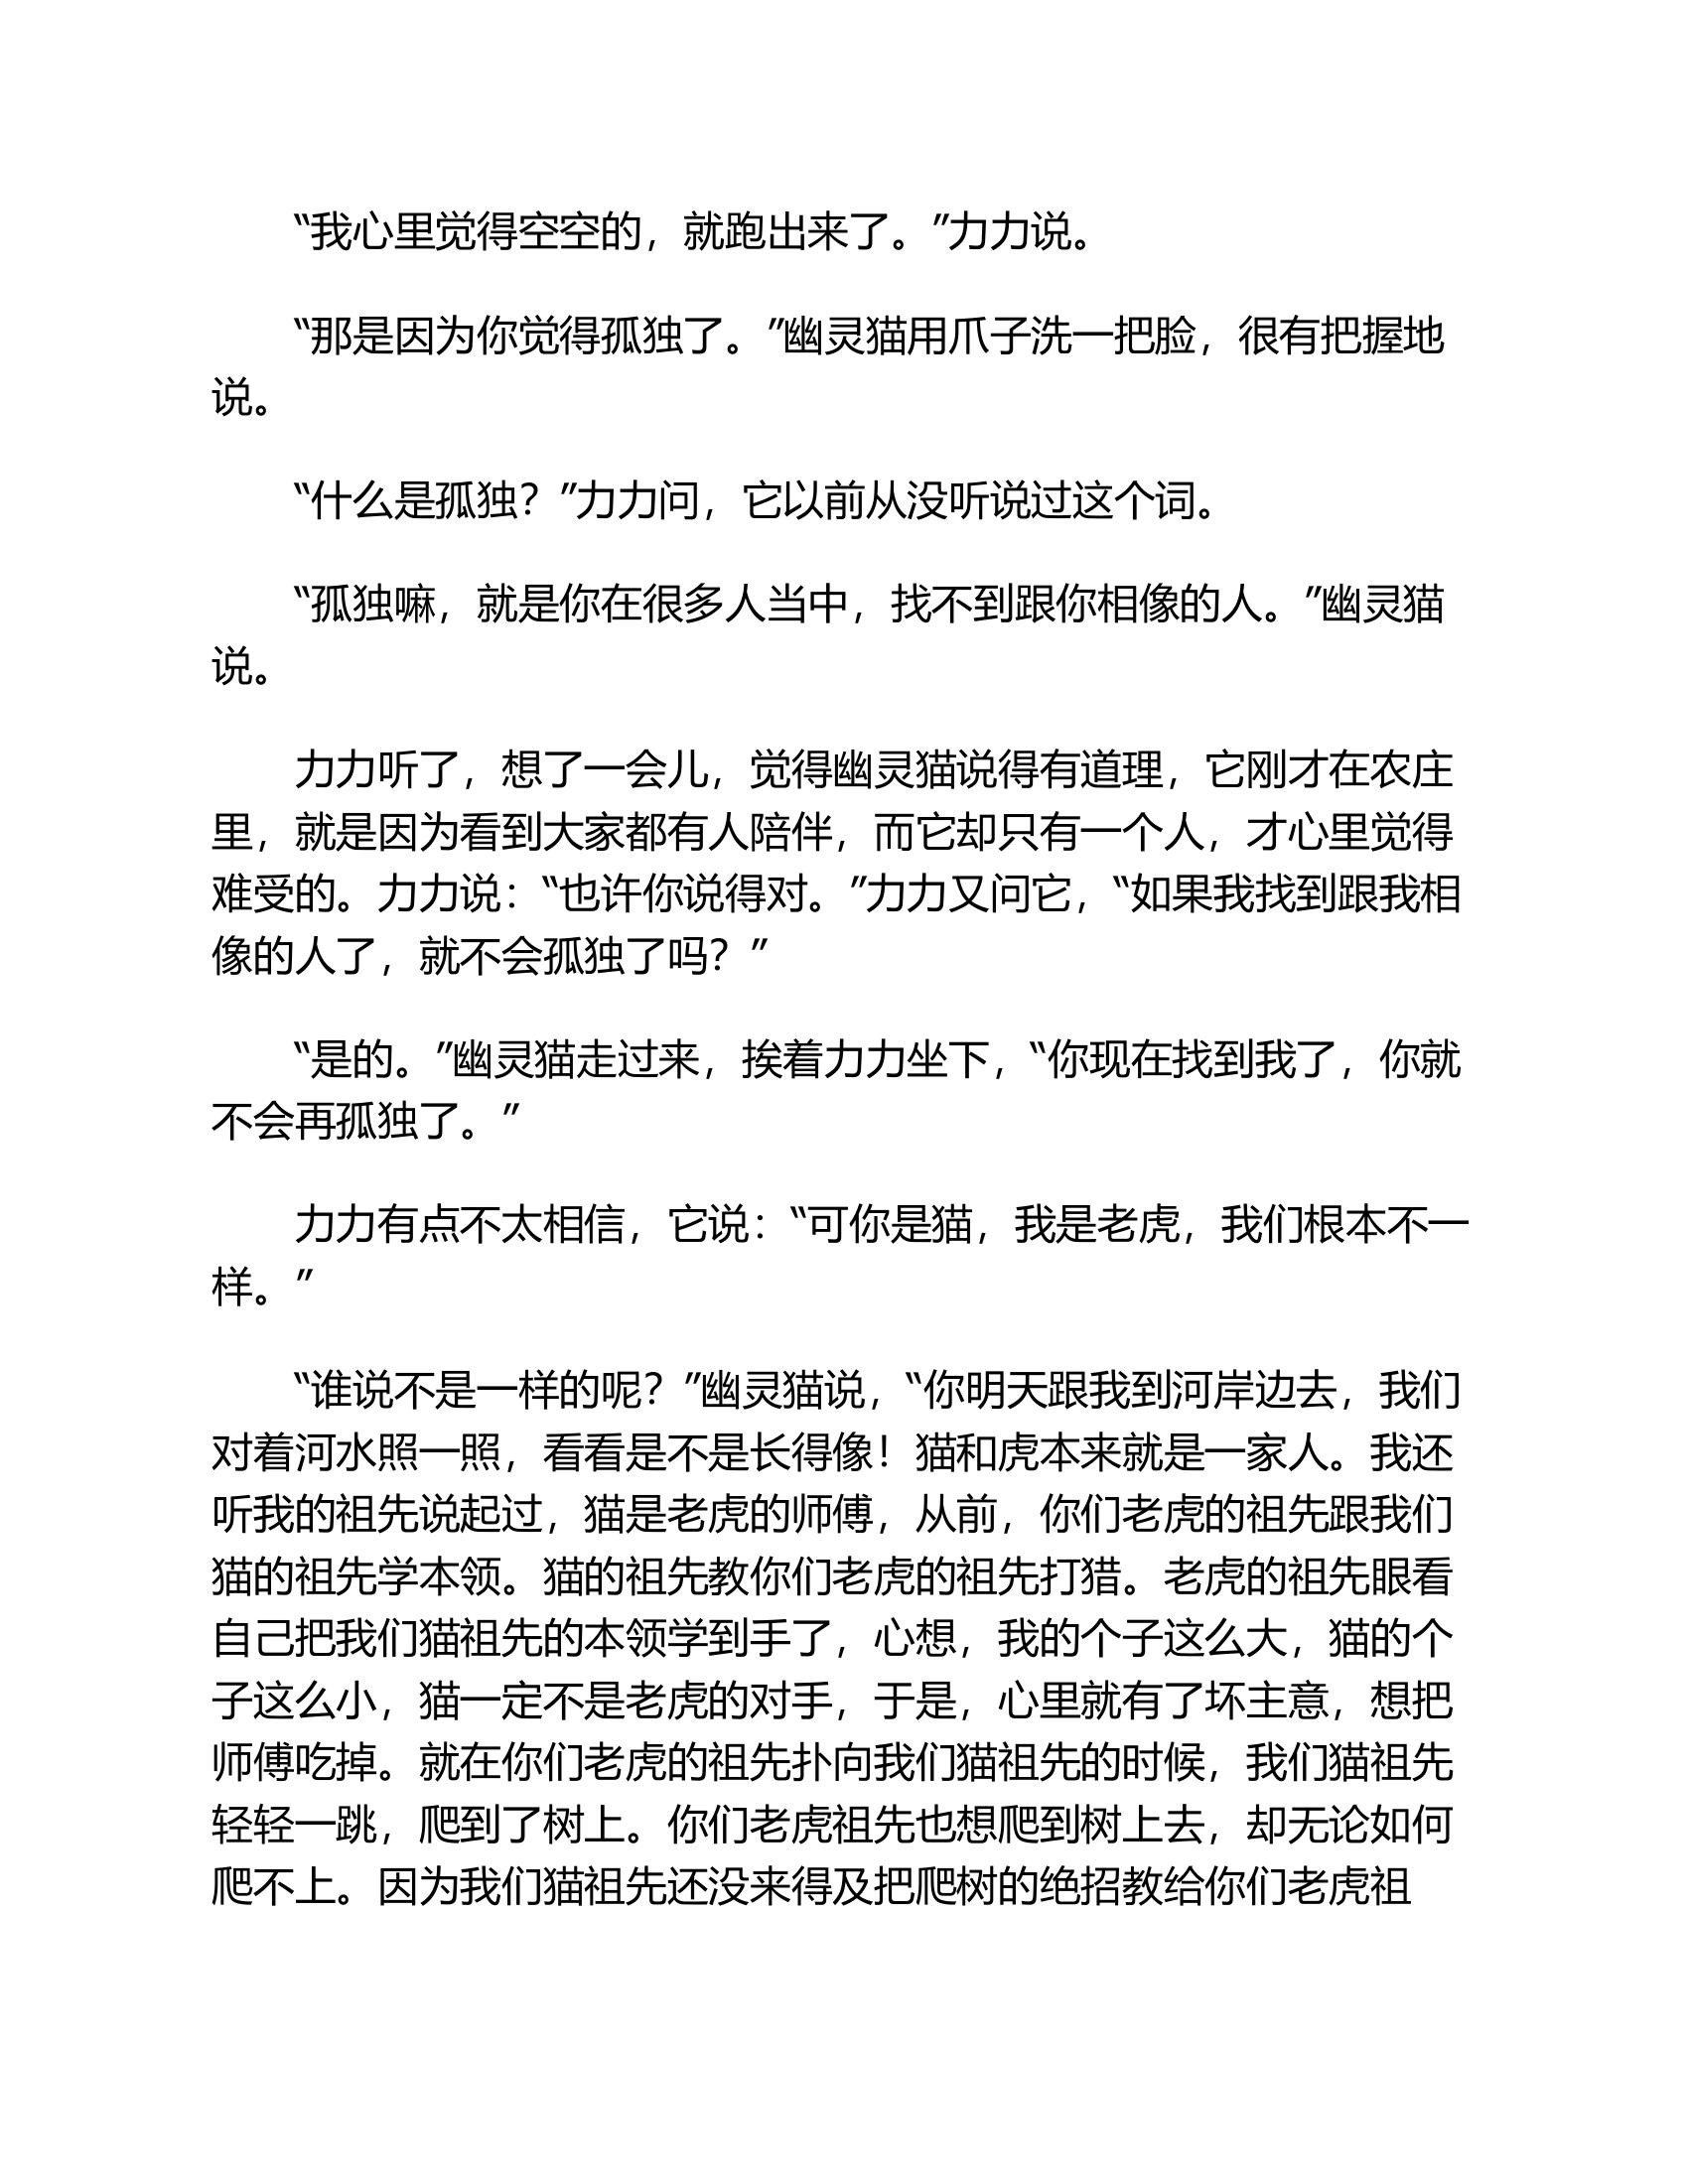 “我心里觉得空空的，就跑出来了。”力力说。
“那是因为你觉得孤独了。”幽灵猫用爪子洗一把脸，很有把握地
说。
“什么是孤独？”力力问，它以前从没听说过这个词。
“孤独嘛，就是你在很多人当中，找不到跟你相像的人。”幽灵猫
说。
力力听了，想了一会儿，觉得幽灵猫说得有道理，它刚才在农庄
里，就是因为看到大家都有人陪伴，而它却只有一个人，才心里觉得
难受的。力力说：“也许你说得对。”力力又问它，“如果我找到跟我相
像的人了，就不会孤独了吗？”
“是的。”幽灵猫走过来，挨着力力坐下，“你现在找到我了，你就
不会再孤独了。”
力力有点不太相信，它说：“可你是猫，我是老虎，我们根本不一
样。”
“谁说不是一样的呢？”幽灵猫说，“你明天跟我到河岸边去，我们
对着河水照一照，看看是不是长得像！猫和虎本来就是一家人。我还
听我的祖先说起过，猫是老虎的师傅，从前，你们老虎的祖先跟我们
猫的祖先学本领。猫的祖先教你们老虎的祖先打猎。老虎的祖先眼看
自己把我们猫祖先的本领学到手了，心想，我的个子这么大，猫的个
子这么小，猫一定不是老虎的对手，于是，心里就有了坏主意，想把
师傅吃掉。就在你们老虎的祖先扑向我们猫祖先的时候，我们猫祖先
轻轻一跳，爬到了树上。你们老虎祖先也想爬到树上去，却无论如何
爬不上。因为我们猫祖先还没来得及把爬树的绝招教给你们老虎祖